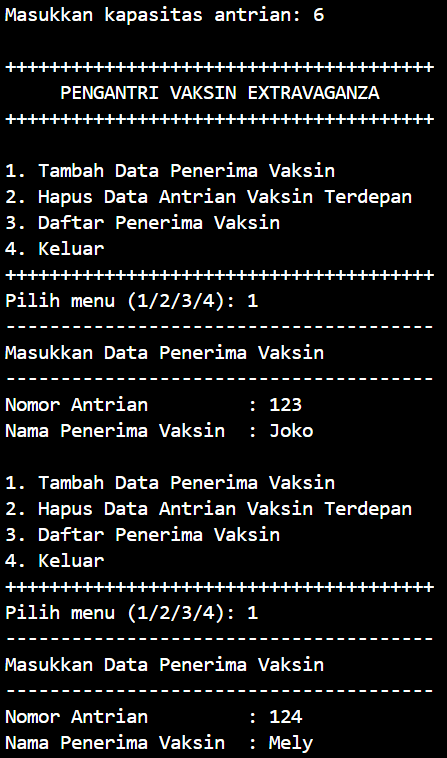 Masukkan kapasitas antrian: 6
+++++++++++++++++++++++++++++++++++++++
PENGANTRI VAKSIN EXTRAVAGANZA
+++++++++++++++++++++++++++++++++++++++
1. Tambah Data Penerima Vaksin
2. Hapus Data Antrian Vaksin Terdepan
3. Daftar Penerima Vaksin
4. Keluar
+++++++++++++++++++++++++++++++++++++++
Pilih menu (1/2/3/4): 1
---------------------------------------
Masukkan Data Penerima Vaksin
---------------------------------------
Nomor Antrian         : 123
Nama Penerima Vaksin  : Joko
1. Tambah Data Penerima Vaksin
2. Hapus Data Antrian Vaksin Terdepan
3. Daftar Penerima Vaksin
4. Keluar
+++++++++++++++++++++++++++++++++++++++
Pilih menu (1/2/3/4): 1
---------------------------------------
Masukkan Data Penerima Vaksin
---------------------------------------
Nomor Antrian         : 124
Nama Penerima Vaksin  : Mely